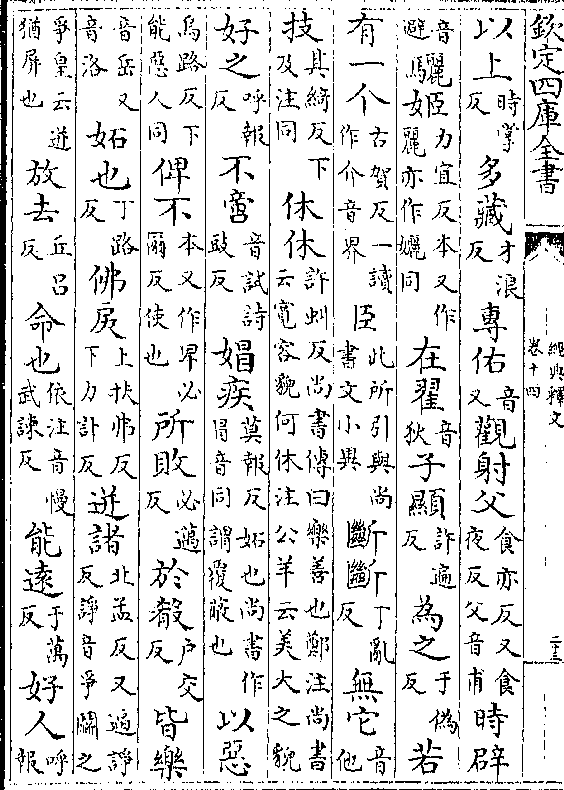 欽定四庫全書
經典釋文
卷十四
二十三
以上時掌反多藏才浪反專佑音又觀射父食亦反又食夜反父音甫時辟
音避驪姬力宜反本又作麗亦作孋同在翟音狄子顯許遍反為之于偽反若
有一个古賀反一讀作介音界臣此所引與尚書文小異斷斷丁亂反無它音他
技其綺反下及注同休休許虯反尚書傳曰樂善也鄭注尚書云寬容貌何休注公羊云美大之貌
好之呼報反不啻音試詩豉反媢疾莫報反妬也尚書作冒音同謂覆蔽也以惡
烏路反下能惡人同俾不本又作卑必爾反使也所敗必邁反於殽戶交反皆樂
音岳又音洛妬也丁路反佛戾上扶弗反下力計反迸諸北孟反又逼諍反諍音爭鬬之
爭皇云迸猶屏也放去丘呂反命也依注音慢武諫反能遠于萬反好人呼報